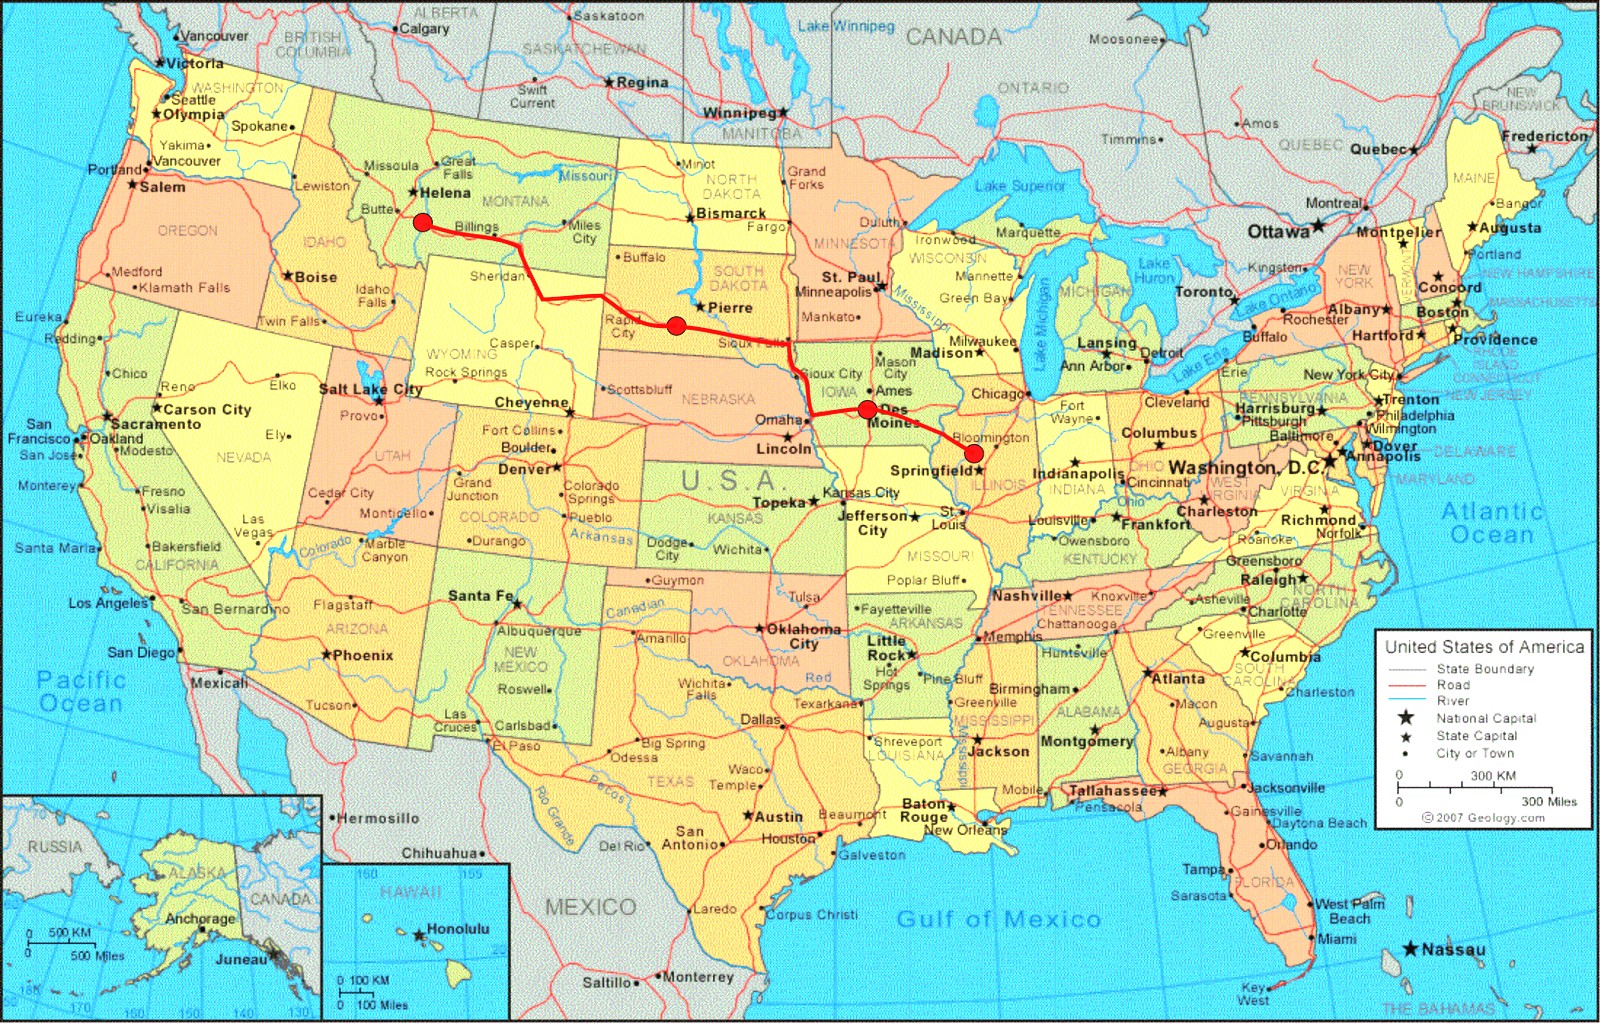 ALBERTA
Calgary
Saskatoon
Lake Winnipeg
CANADA
Moosonee
Vancouver
BRITISH
COLUMBIA
SASKATCHEWAN
Victoria
Swift
Current
Regina
ONTARIO
NEW
BRUNSWICK
WASHINGTON
Seattle
Olympia
Winnipeg
MANITOBA
Amos
Timmins
QUEBEC
Quebec
Fredericton
Spokane
Yakima
Vancouver
Portland
Salem
Missoula
Great
Falls
Missouri
Minot
NORTH
DAKOTA
Grand
Forks
Lake Superior
MAINE
Bangor
Lewiston
Helena
MONTANA
Butte
Billings
Miles
City
Bismarck
Fargo
Duluth
MINNESOTA
Marquette
Montreal
Ottawa
Montpelier
Augusta
Portland
OREGON
IDAHO
Ironwood
WISCONSIN
Medford
Klamath Falls
Boise
Idaho
Falls
Sheridan
Buffalo
SOUTH
DAKOTA
St. Paul
Minneapolis
Mississippi
Mannette
Green Bay
Lake
Huron
MICHIGAN
Lake Michigan
Kingston
Toronto
Lake Ontario
NEW
YORK
VERMONT
NEW HAMPSHIRE
Concord
MASSACHUSETTS
Boston
Eureka
Redding
Twin Falls
Casper
Rapid
City
Pierre
Sioux Falls
Mankato
Milwaukee
Madison
Lansing
Ann Arbor
Detroit
Rochester
Buffalo
Albany
Hartford
Providence
RHODE
ISLAND
CONNECTICUT
NEW JERSEY
Chico
Reno
Elko
Salt Lake City
Provo
WYOMING
Rock Springs
Cheyenne
Scottsbluff
NEBRASKA
Sioux City
Mason
City
IOWA
Ames
Des
Moines
Chicago
Fort
Wayne
Lake Erie
Erie
Cleveland
PENNSYLVANIA
New York City
Harrisburg
Pittsburgh
Trenton
Philadelphia
Wilmington
Baltimore
Dover
DELAWARE
Annapolis
MARYLAND
Carson City
Sacramento
San
Francisco
Oakland
San Jose
Modesto
Ely
NEVADA
UTAH
Fort Collins
Boulder
Denver
Omaha
Lincoln
Bloomington
Springfield
ILLINOIS
Indianapolis
INDIANA
Columbus
OHIO
Cincinnati
Washington, D.C.
WEST
VIRGINIA
VIRGINIA
Charleston
Monterey
Fresno
Visalia
Cedar City
Monticello
Grand
Junction
Colorado
Springs
COLORADO
Pueblo
U.S.A.
Topeka
Kansas City
KANSAS
Jefferson
City
St.
Louis
Louisville
Ohio
Frankfort
Richmond
Norfolk
Atlantic
Ocean
Santa Maria
Bakersfield
CALIFORNIA
Las
Vegas
Colorado
Marble
Canyon
Durango
Arkansas
Dodge
City
Wichita
MISSOURI
Owensboro
KENTUCKY
Roanoke
Los Angeles
San Bernardino
Flagstaff
ARIZONA
Santa Fe
Albuquerque
Guymon
Canadian
Amarillo
Tulsa
Oklahoma
City
Poplar Bluff
Fayetteville
ARKANSAS
Nashville
TENNESSEE
Knoxville
Chattanooga
Greensboro
Raleigh
NORTH
CAROLINA
Asheville
Charlotte
San Diego
Mexicali
Phoenix
NEW
MEXICO
Roswell
OKLAHOMA
Little
Rock
Hot
Springs
Memphis
Huntsville
Greenville
Columbia
SOUTH
CAROLINA
Pacific
Ocean
Tucson
Las
Cruces
Carlsbad
El Paso
Wichita
Falls
Red
Texarkana
Pine Bluff
Greenville
Birmingham
Atlanta
Charleston
Dallas
Big Spring
Odessa
MISSISSIPPI
ALABAMA
Macon
Augusta
TEXAS
Waco
Temple
Shreveport
LOUISIANA
Mississippi
Jackson
Montgomery
Albany
GEORGIA
Savannah
Pecos
Rio Grande
Austin
Beaumont
Baton
Rouge
Mobile
Pensacola
Tallahassee
Jacksonville
Gainesville
Daytona Beach
New Orleans
Hermosillo
Chihuahua
Del Rio
San
Antonio
Houston
Galveston
Orlando
Tampa
FLORIDA
Sarasota
MEXICO
Laredo
Corpus Christi
Gulf of Mexico
West Palm
Beach
Miami
Nassau
Saltillo
Monterrey
Key
West
THE BAHAMAS
United States of America
State Boundary
Road
River
National Capital
State Capital
City or Town
0 300 KM
0 300 Miles
© 2007 Geology.com
70
RUSSIA
ALASKA
CANADA
Anchorage
0 500 KM
0 500 Miles
Juneau
180
170
160
150
140
130
160
155
HAWAII
Honolulu
20
0 100 KM
0 100 Miles